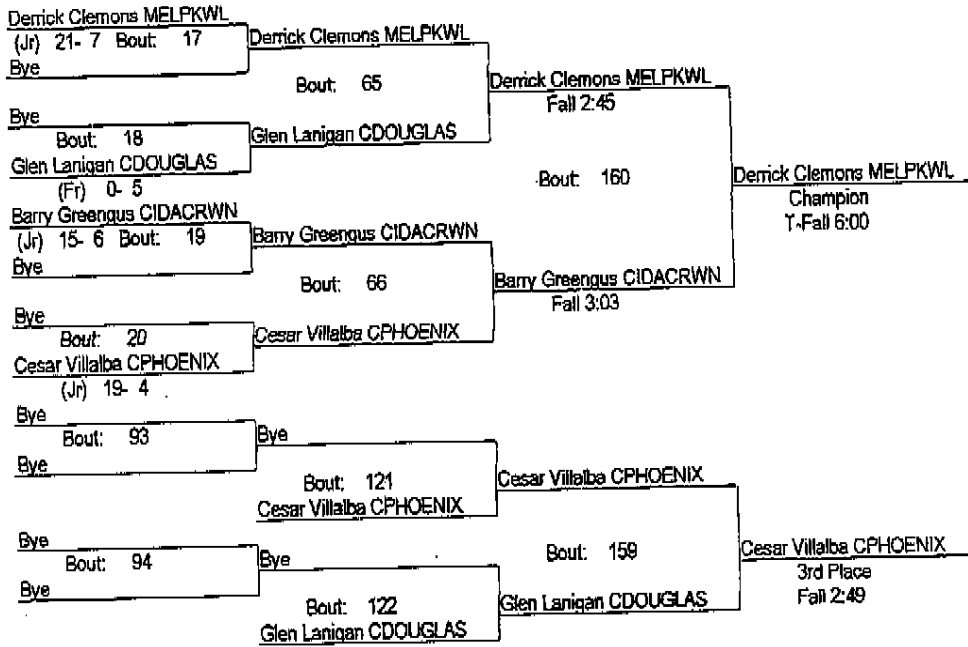 Derrick Clemons MELPKWL
(Jr) 21- 7 Bout: 17
Bye
Derrick Clemons MELPKWL
Bout: 65
Bye
Bout: 18
Glen Lanigan CDOUGLAS
(Fr) 0- 5
Glen Lanigan CDOUGLAS
Derrick Clemons MELPKWL
Fall 2:45
Barry Greengus CIDACRWN
(Jr) 15- 6 Bout: 19
Bye
Barry Greengus CIDACRWN
Bout: 66
Bye
Bout: 20
Cesar Villalba CPHOENIX
(Jr) 19- 4
Cesar Villalba CPHOENIX
Barry Greengus CIDACRWN
Fall 3:03
Bout: 160
Derrick Clemons MELPKWL
Champion
T-Fall 6:00
Bye
Bout: 93
Bye
Bye
Bout: 121
Cesar Villalba CPHOENIX
Cesar Villalba CPHOENIX
Bye
Bout: 94
Bye
Bye
Bout: 122
Glen Lanigan CDOUGLAS
Glen Lanigan CDOUGLAS
Bout: 159
Cesar Villalba CPHOENIX
3rd Place
Fall 2:49